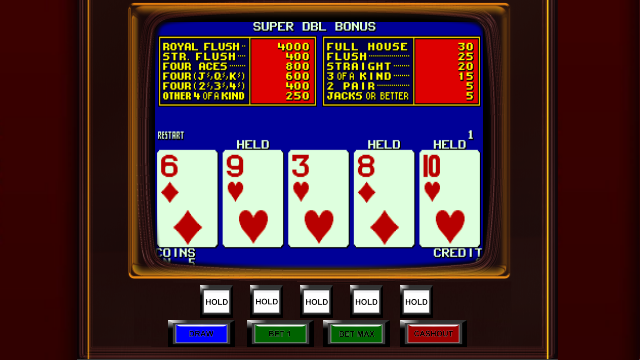 SUPER DBL BONUS
ROYAL FLUSH 4000
STR. FLUSH 400
FOUR ACES 800
FOUR (J'S,Q'S,K'S) 600
FOUR (2'S,3'S,4'S) 400
OTHER 4 OF A KIND 250
FULL HOUSE 30
FLUSH 25
STRAIGHT 20
3 OF A KIND 15
2 PAIR 5
JACKS OR BETTER 5
RESTART 1
HELD HELD HELD
6 9 3 8 10
COINS CREDIT
HOLD HOLD HOLD HOLD HOLD
DRAW BET 1 BET MAX CASHOUT